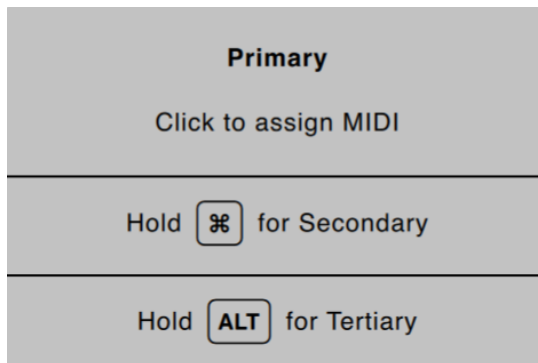 Primary
Click to assign MIDI
Hold ⌘ for Secondary
Hold ALT for Tertiary